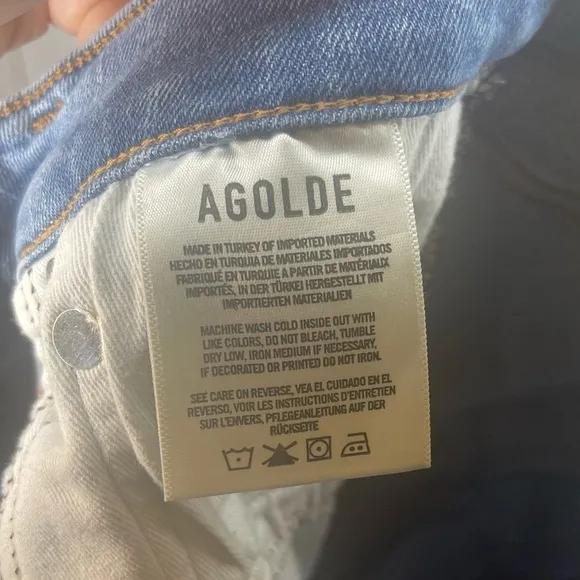 AGOLDE
MADE IN TURKEY OF IMPORTED MATERIALS
HECHO EN TURQUIA DE MATERIALES IMPORTADOS
FABRIQUÉ EN TURQUIE A PARTIR DE MATÉRIAUX
IMPORTÉS, IN DER TÜRKEI HERGESTELLT MIT
IMPORTIERTEN MATERIALIEN
MACHINE WASH COLD INSIDE OUT WITH
LIKE COLORS, DO NOT BLEACH, TUMBLE
DRY LOW, IRON MEDIUM IF NECESSARY.
IF DECORATED OR PRINTED DO NOT IRON.
SEE CARE ON REVERSE, VEA EL CUIDADO EN EL
REVERSO, VOIR LES INSTRUCTIONS D'ENTRETIEN
SUR L'ENVERS, PFLEGEANLEITUNG AUF DER
RÜCKSEITE